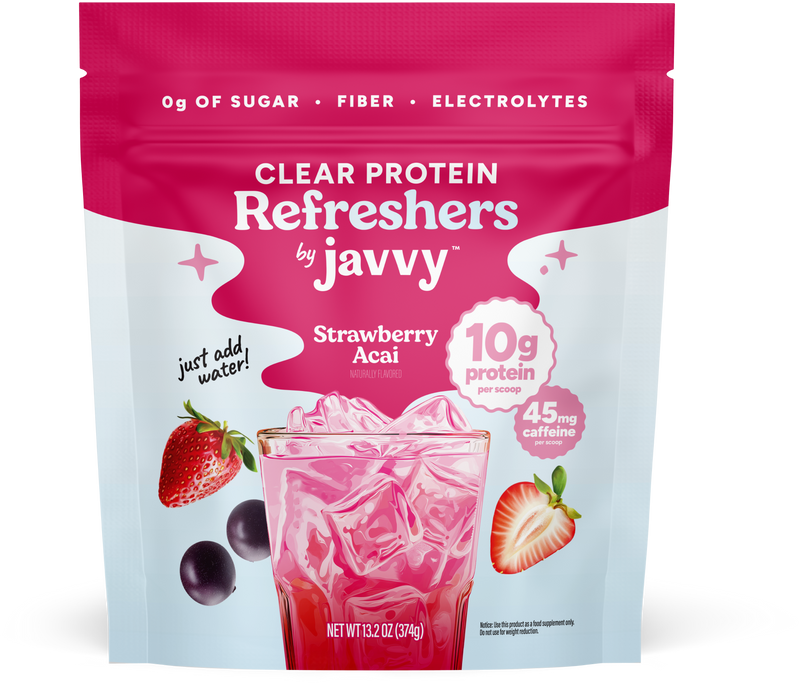 0g OF SUGAR • FIBER • ELECTROLYTES
CLEAR PROTEIN
Refreshers
by javvy™
Strawberry
Acai
NATURALLY FLAVORED
10g
protein
per scoop
45mg
caffeine
per scoop
just add
water!
NET WT 13.2 OZ (374g)
Notice: Use this product as a food supplement only.
Do not use for weight reduction.